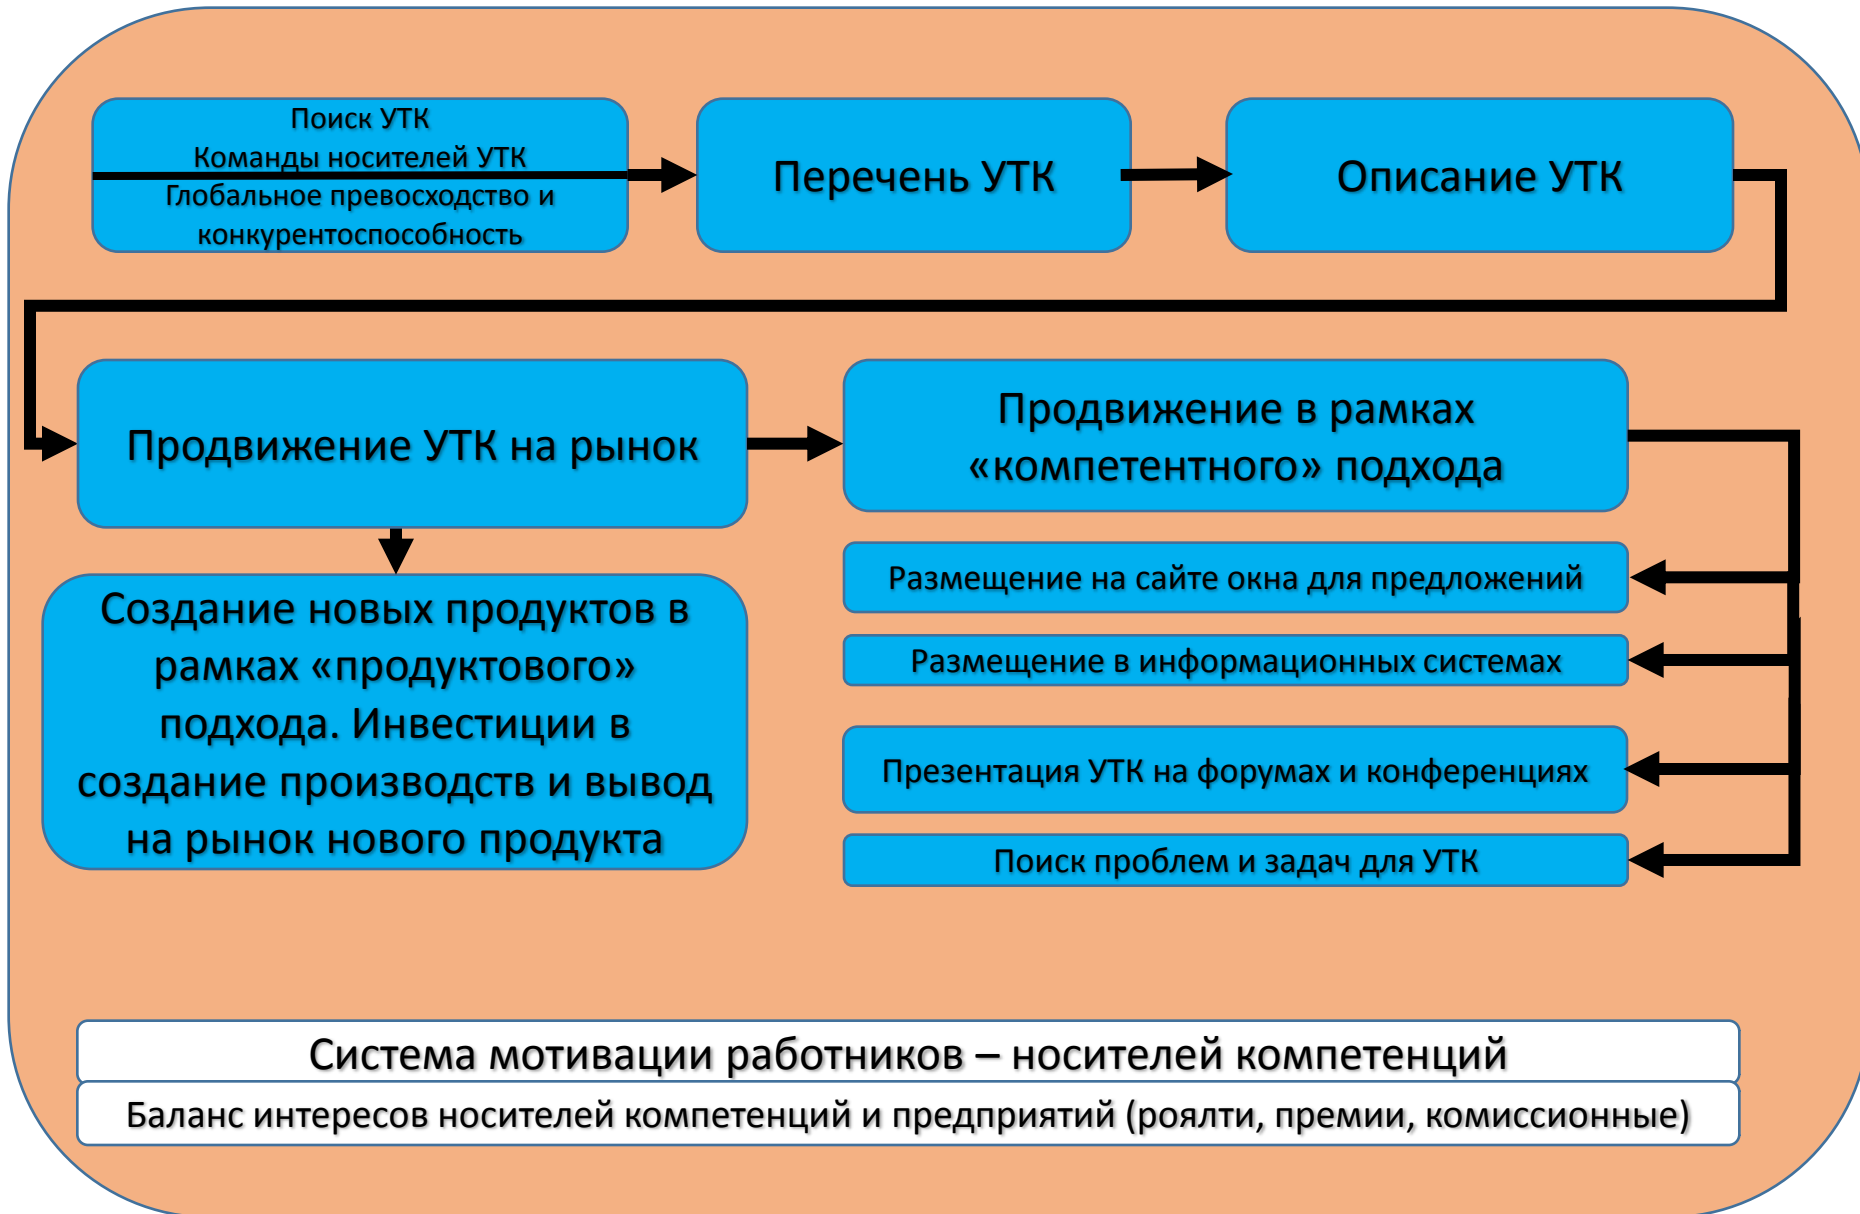 Поиск УТК
Команды носителей УТК
Глобальное превосходство и
конкурентоспособность
Перечень УТК
Описание УТК
Продвижение УТК на рынок
Продвижение в рамках
«компетентного» подхода
Размещение на сайте окна для предложений
Размещение в информационных системах
Презентация УТК на форумах и конференциях
Поиск проблем и задач для УТК
Создание новых продуктов в
рамках «продуктового»
подхода. Инвестиции в
создание производств и вывод
на рынок нового продукта
Система мотивации работников – носителей компетенций
Баланс интересов носителей компетенций и предприятий (роялти, премии, комиссионные)